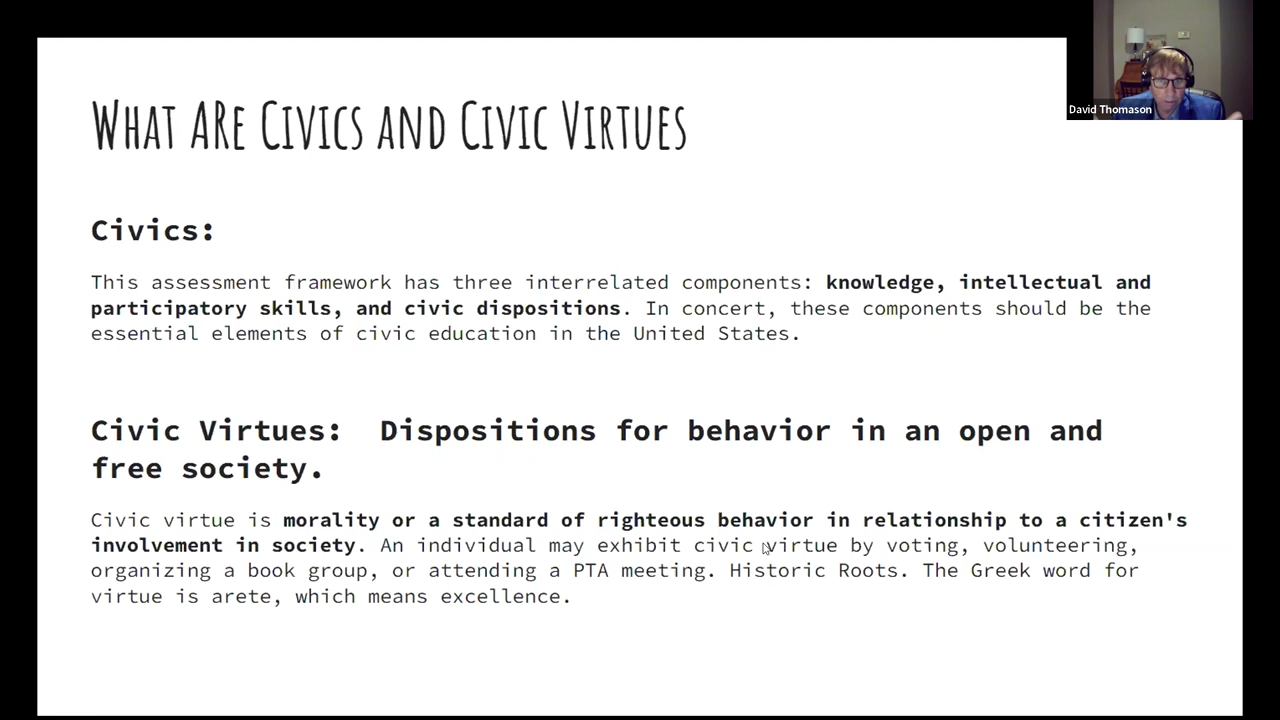 What ARe Civics and Civic Virtues
David Thomason
Civics:
This assessment framework has three interrelated components: knowledge, intellectual and
participatory skills, and civic dispositions. In concert, these components should be the
essential elements of civic education in the United States.
Civic Virtues:  Dispositions for behavior in an open and
free society.
Civic virtue is morality or a standard of righteous behavior in relationship to a citizen's
involvement in society. An individual may exhibit civic virtue by voting, volunteering,
organizing a book group, or attending a PTA meeting. Historic Roots. The Greek word for
virtue is arete, which means excellence.